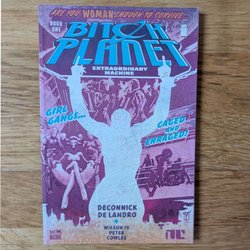 ARE YOU WOMAN ENOUGH TO SURVIVE
BOOK ONE
BITCH PLANET
EXTRAORDINARY MACHINE
GIRL GANGS...
CAGED AND ENRAGED!
DECONNICK
DE LANDRO
WILSON IV
PETER
COWLES